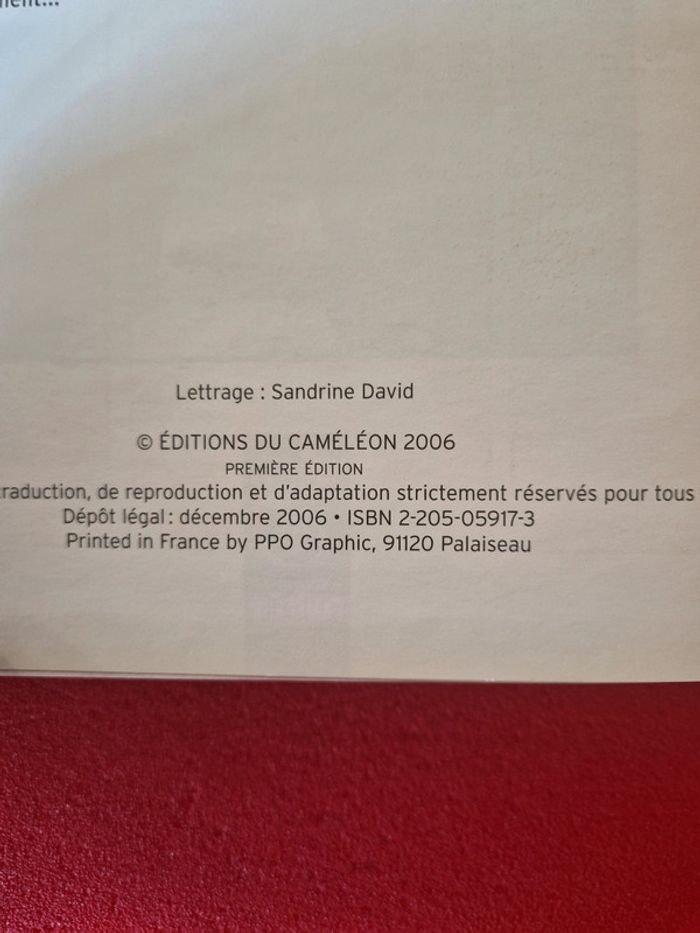 Lettrage : Sandrine David
© ÉDITIONS DU CAMÉLÉON 2006
PREMIÈRE ÉDITION
raduction, de reproduction et d'adaptation strictement réservés pour tous
Dépôt légal : décembre 2006 • ISBN 2-205-05917-3
Printed in France by PPO Graphic, 91120 Palaiseau